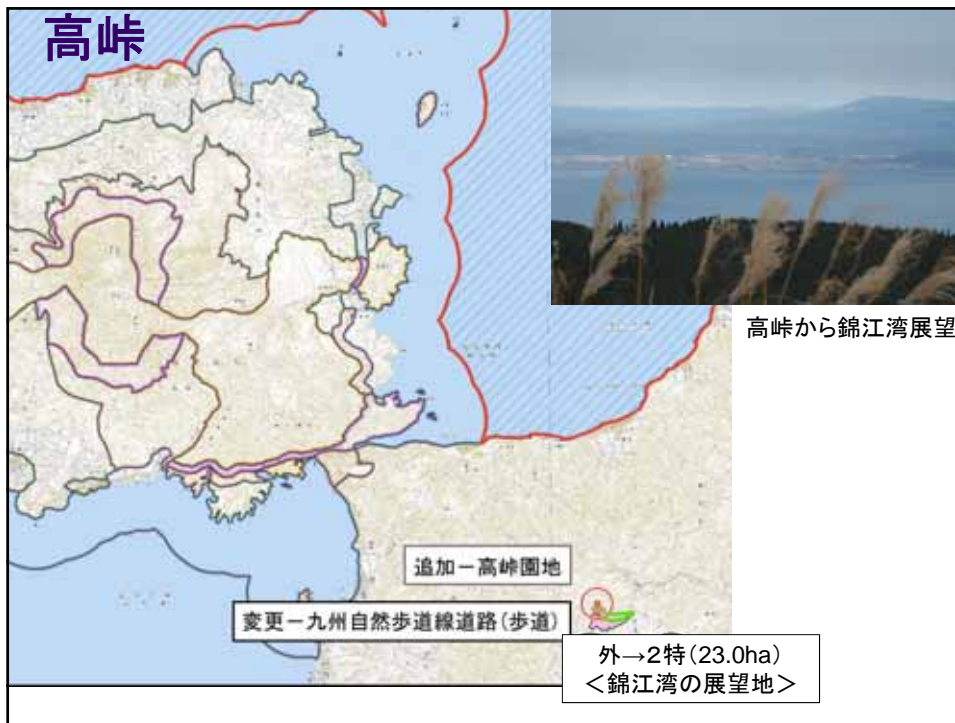 高峠
高峠から錦江湾展望
追加－高峠園地
変更－九州自然歩道線道路(歩道)
外→2特(23.0ha)
＜錦江湾の展望地＞